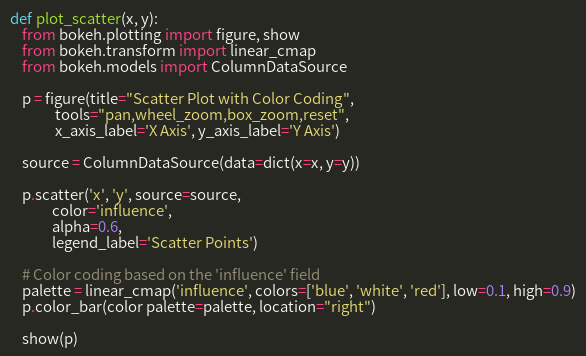 def plot_scatter(x, y):
from bokeh.plotting import figure, show
from bokeh.transform import linear_cmap
from bokeh.models import ColumnDataSource
p = figure(title="Scatter Plot with Color Coding",
tools="pan,wheel_zoom,box_zoom,reset",
x_axis_label='X Axis', y_axis_label='Y Axis')
source = ColumnDataSource(data=dict(x=x, y=y))
p.scatter('x', 'y', source=source,
color='influence',
alpha=0.6,
legend_label='Scatter Points')
# Color coding based on the 'influence' field
palette = linear_cmap('influence', colors=['blue', 'white', 'red'], low=0.1, high=0.9)
p.color_bar(color palette=palette, location="right")
show(p)